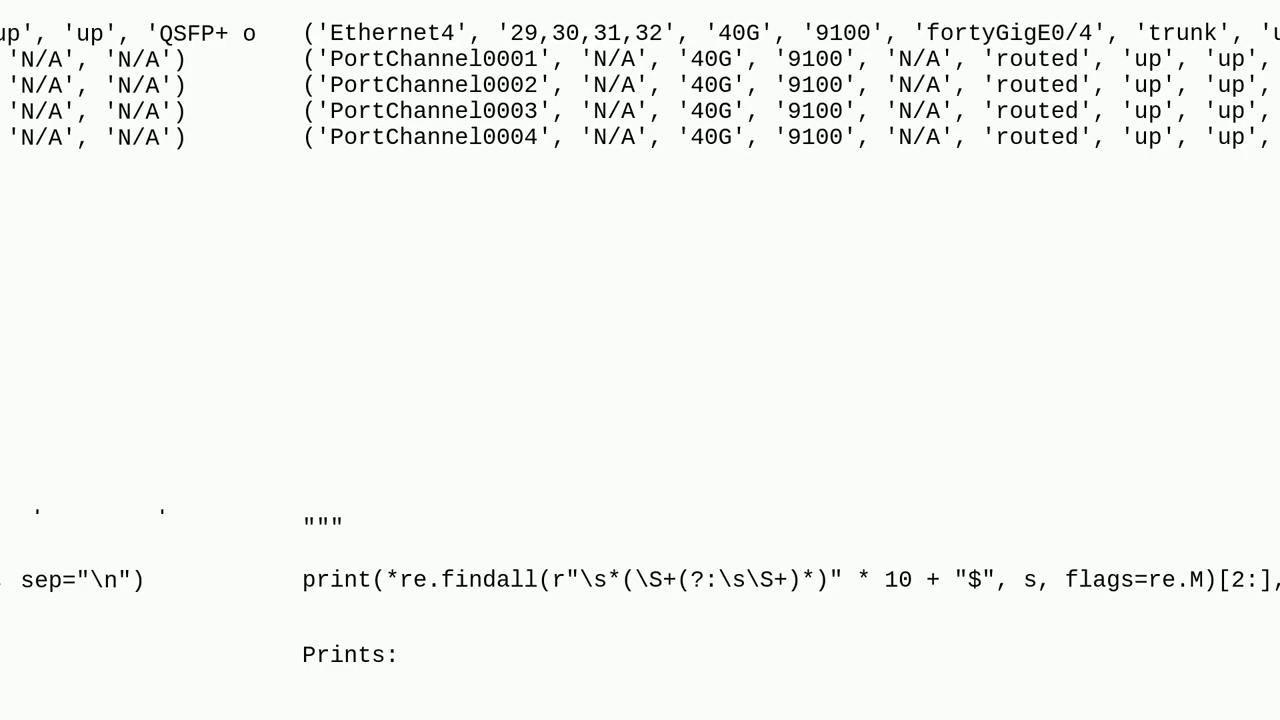 up', 'up', 'QSFP+ o ('Ethernet4', '29,30,31,32', '40G', '9100', 'fortyGigE0/4', 'trunk', 'u
'N/A', 'N/A') ('PortChannel0001', 'N/A', '40G', '9100', 'N/A', 'routed', 'up', 'up',
'N/A', 'N/A') ('PortChannel0002', 'N/A', '40G', '9100', 'N/A', 'routed', 'up', 'up',
'N/A', 'N/A') ('PortChannel0003', 'N/A', '40G', '9100', 'N/A', 'routed', 'up', 'up',
'N/A', 'N/A') ('PortChannel0004', 'N/A', '40G', '9100', 'N/A', 'routed', 'up', 'up',
"""
sep="\n") print(*re.findall(r"\s*(\S+(?:\s\S+)*)" * 10 + "$", s, flags=re.M)[2:],
Prints: